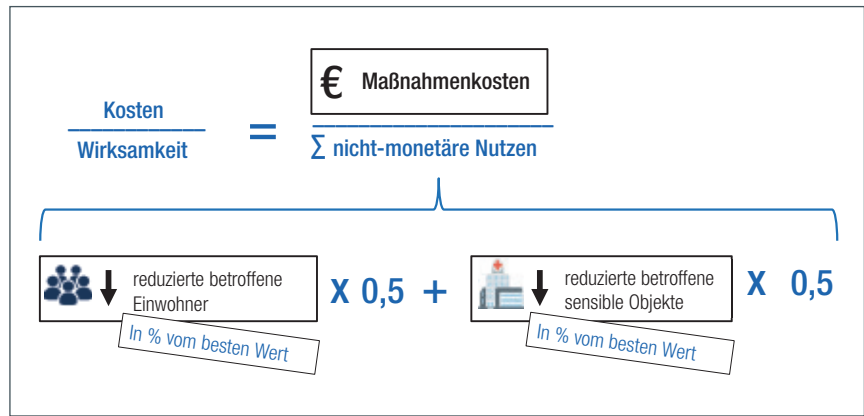 Kosten
Wirksamkeit
=
€ Maßnahmenkosten
∑ nicht-monetäre Nutzen
reduzierte betroffene
Einwohner
In % vom besten Wert
X 0,5 +
reduzierte betroffene
sensible Objekte
In % vom besten Wert
X 0,5